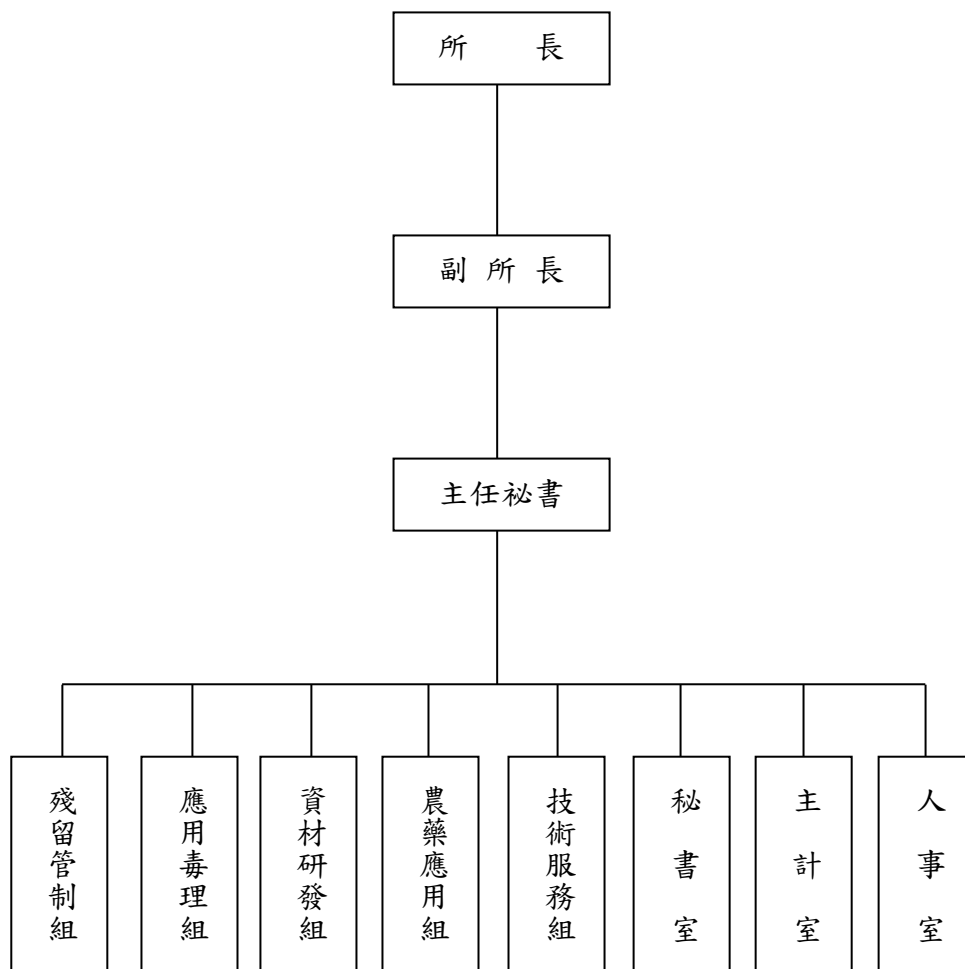 所長
副所長
主任祕書
殘留管制組
應用毒理組
資材研發組
農藥應用組
技術服務組
秘書室
主計室
人事室